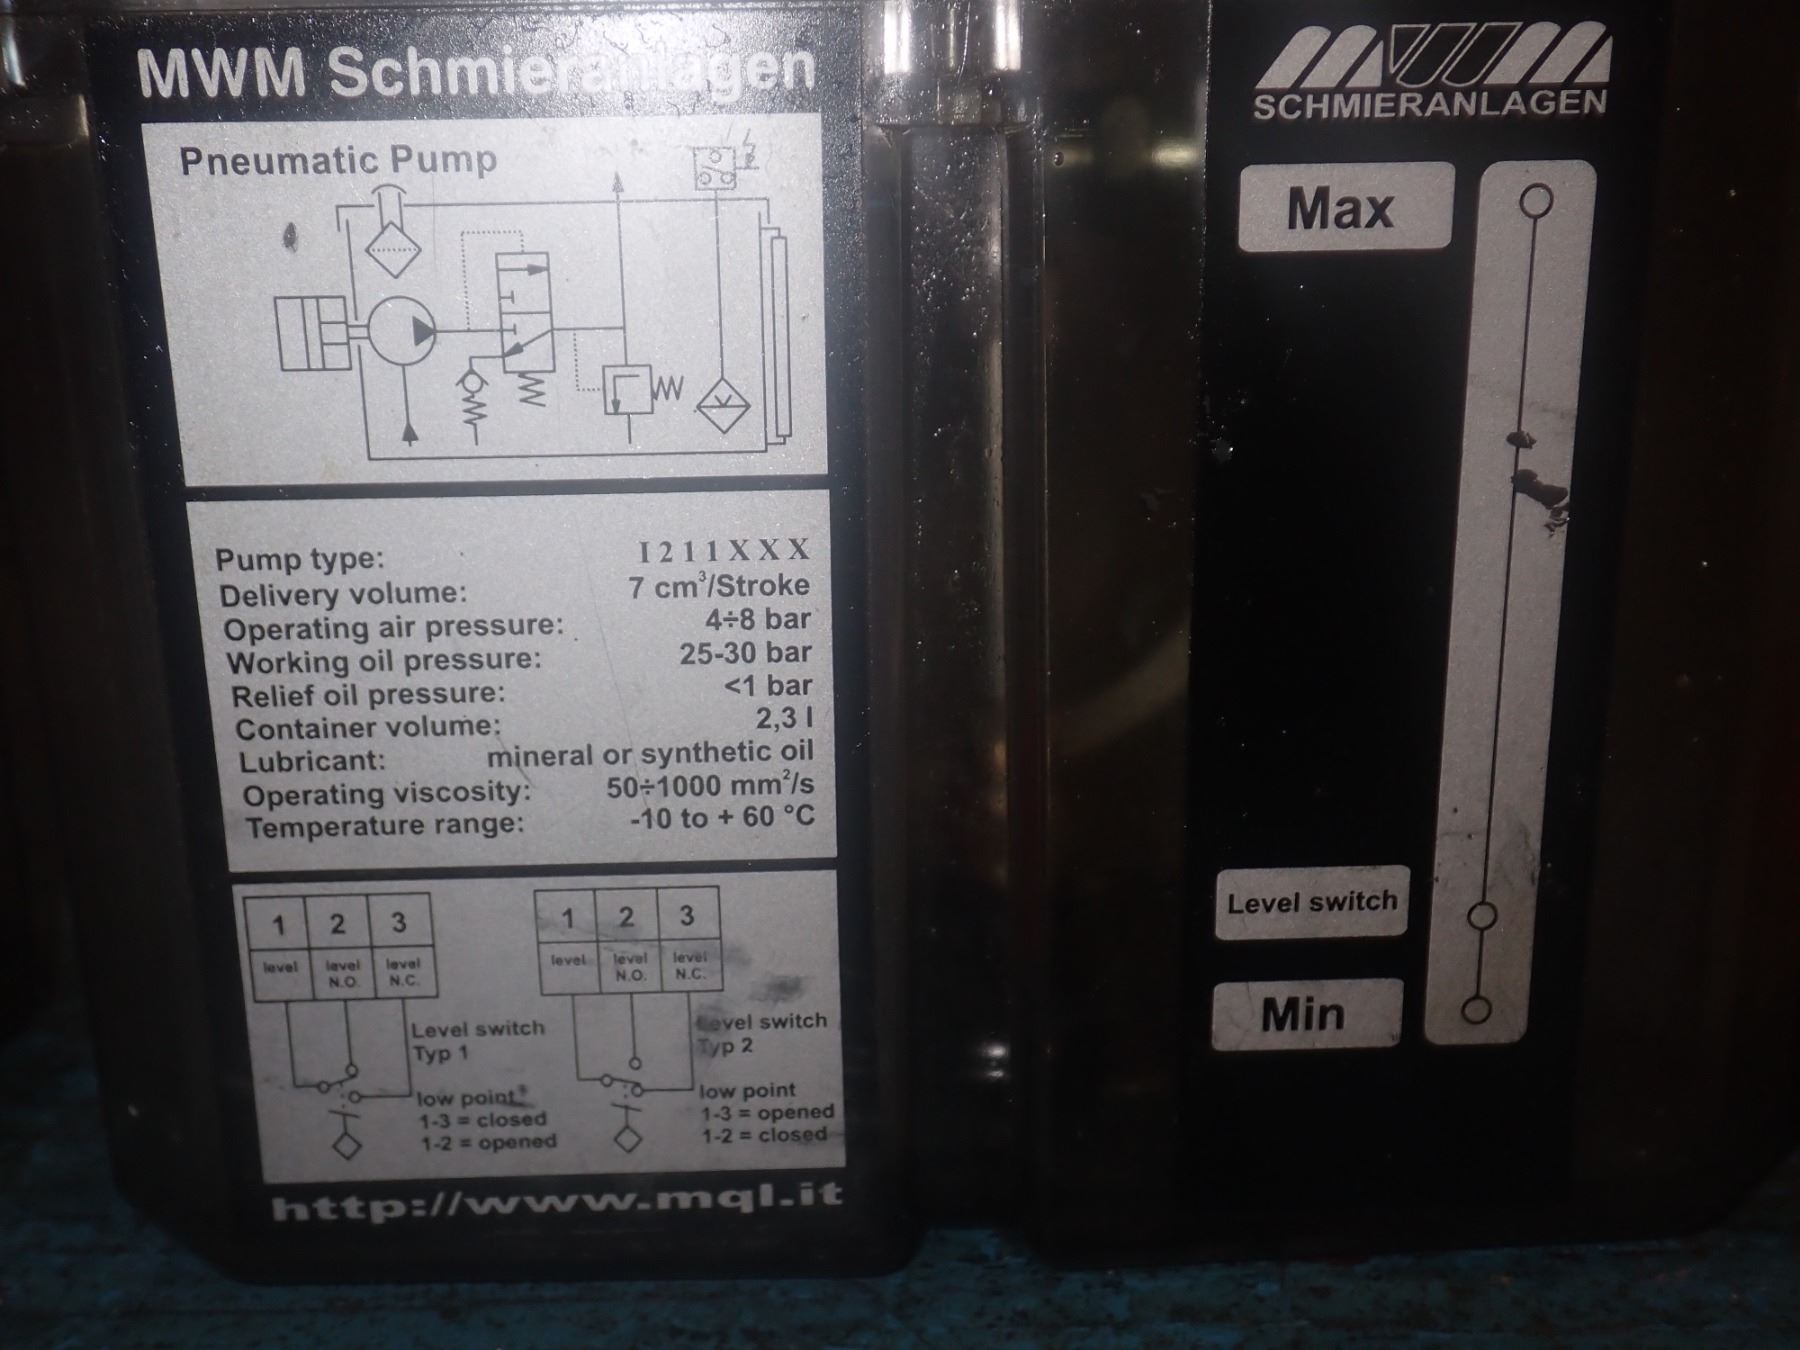 MWM Schmieranlagen
Pneumatic Pump
Pump type: I211XXX
Delivery volume: 7 cm³/Stroke
Operating air pressure: 4÷8 bar
Working oil pressure: 25-30 bar
Relief oil pressure: <1 bar
Container volume: 2,3 l
Lubricant: mineral or synthetic oil
Operating viscosity: 50÷1000 mm²/s
Temperature range: -10 to + 60 °C
1 2 3
level level N.O. level N.C.
Level switch
Typ 1
low point*
1-3 = closed
1-2 = opened
1 2 3
level level N.O. level N.C.
Level switch
Typ 2
low point
1-3 = opened
1-2 = closed
http://www.mql.it
MWM
SCHMIERANLAGEN
Max
Level switch
Min